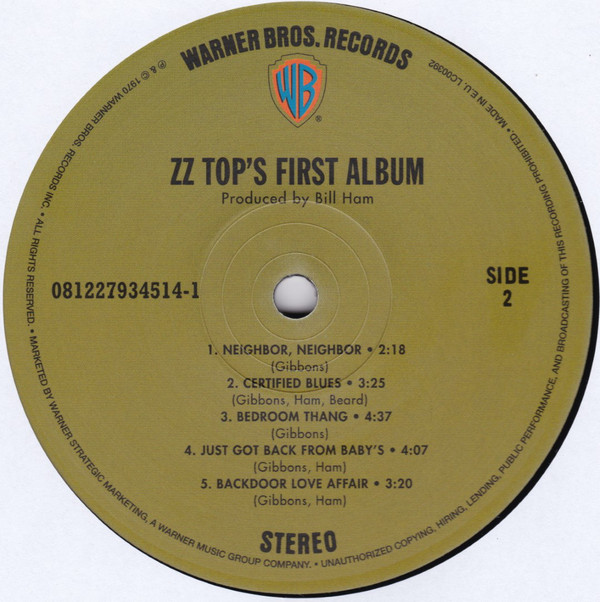 WARNER BROS. RECORDS
WB
®
ZZ TOP'S FIRST ALBUM
Produced by Bill Ham
081227934514-1
SIDE
2
1. NEIGHBOR, NEIGHBOR • 2:18
(Gibbons)
2. CERTIFIED BLUES • 3:25
(Gibbons, Ham, Beard)
3. BEDROOM THANG • 4:37
(Gibbons)
4. JUST GOT BACK FROM BABY'S • 4:07
(Gibbons, Ham)
5. BACKDOOR LOVE AFFAIR • 3:20
(Gibbons, Ham)
STEREO
℗ & © 1970 WARNER BROS. RECORDS INC. • ALL RIGHTS RESERVED. • MARKETED BY WARNER STRATEGIC MARKETING, A WARNER MUSIC GROUP COMPANY. • UNAUTHORIZED COPYING, HIRING, LENDING, PUBLIC PERFORMANCE, AND BROADCASTING OF THIS RECORDING PROHIBITED. • MADE IN E.U. LC00392